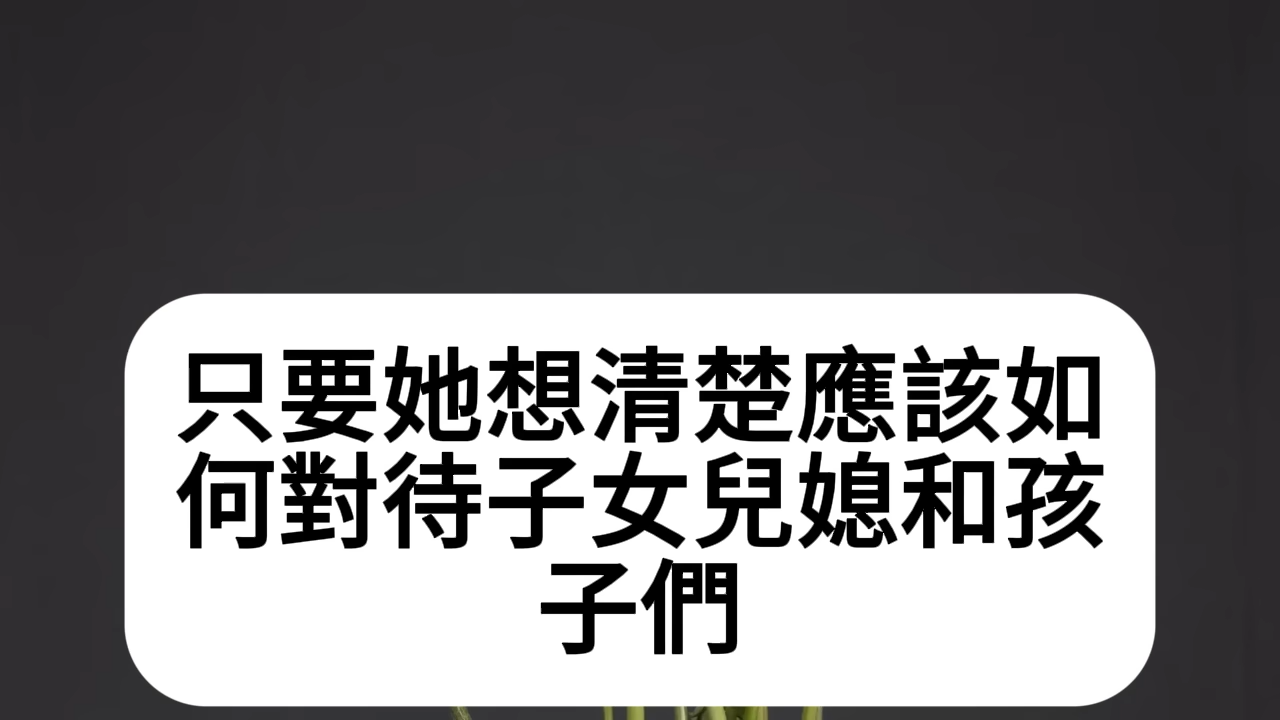 只要她想清楚應該如
何對待子女兒媳和孩
子們